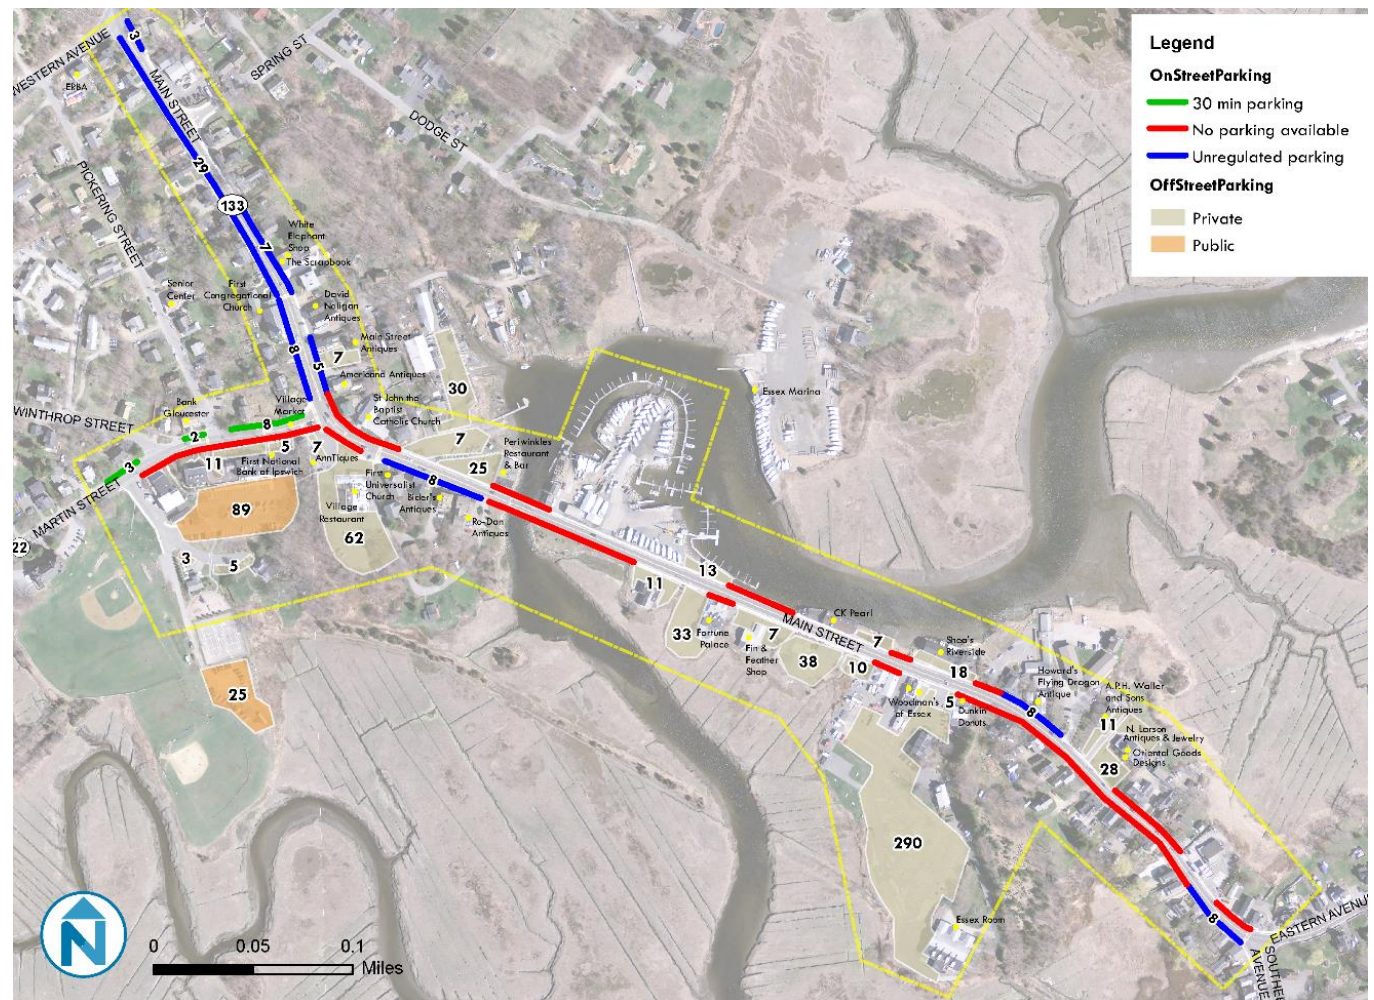 Legend
OnStreetParking
30 min parking
No parking available
Unregulated parking
OffStreetParking
Private
Public
WESTERN AVENUE
3
ERBA
MAIN STREET
SPRING ST
DODGE ST
PICKERING STREET
29
133
7
White
Elephant
Shop
The Scrapbook
Senior
Center
First
Congregational
Church
David
Neligan
Antiques
8
5
7
Main Street
Antiques
Americana Antiques
30
Essex Marina
WINTHROP STREET
Bank
Gloucester
Village
Market
St John the
Baptist
Catholic Church
2
8
3
11
5
7
First National
Bank of Ipswich
AnnTiques
7
25
Periwinkles
Restaurant
& Bar
First
Universalist
Church
8
Bider's
Antiques
Ro-Dan
Antiques
MARTIN STREET
22
89
Village
Restaurant
62
3
5
25
11
13
33
Fortune
Palace
Fin &
Feather
Shop
7
38
MAIN STREET
CK Pearl
7
10
Shea's
Riverside
18
Woodman's
of Essex
5
Dunkin
Donuts
8
Howard's
Flying Dragon
Antique
A.P.H. Waller
and Sons
Antiques
11
N. Larson
Antiques & Jewelry
Oriental Goods
Designs
28
290
Essex Room
8
EASTERN AVENUE
SOUTHE
AVENUE
N
0 0.05 0.1
Miles